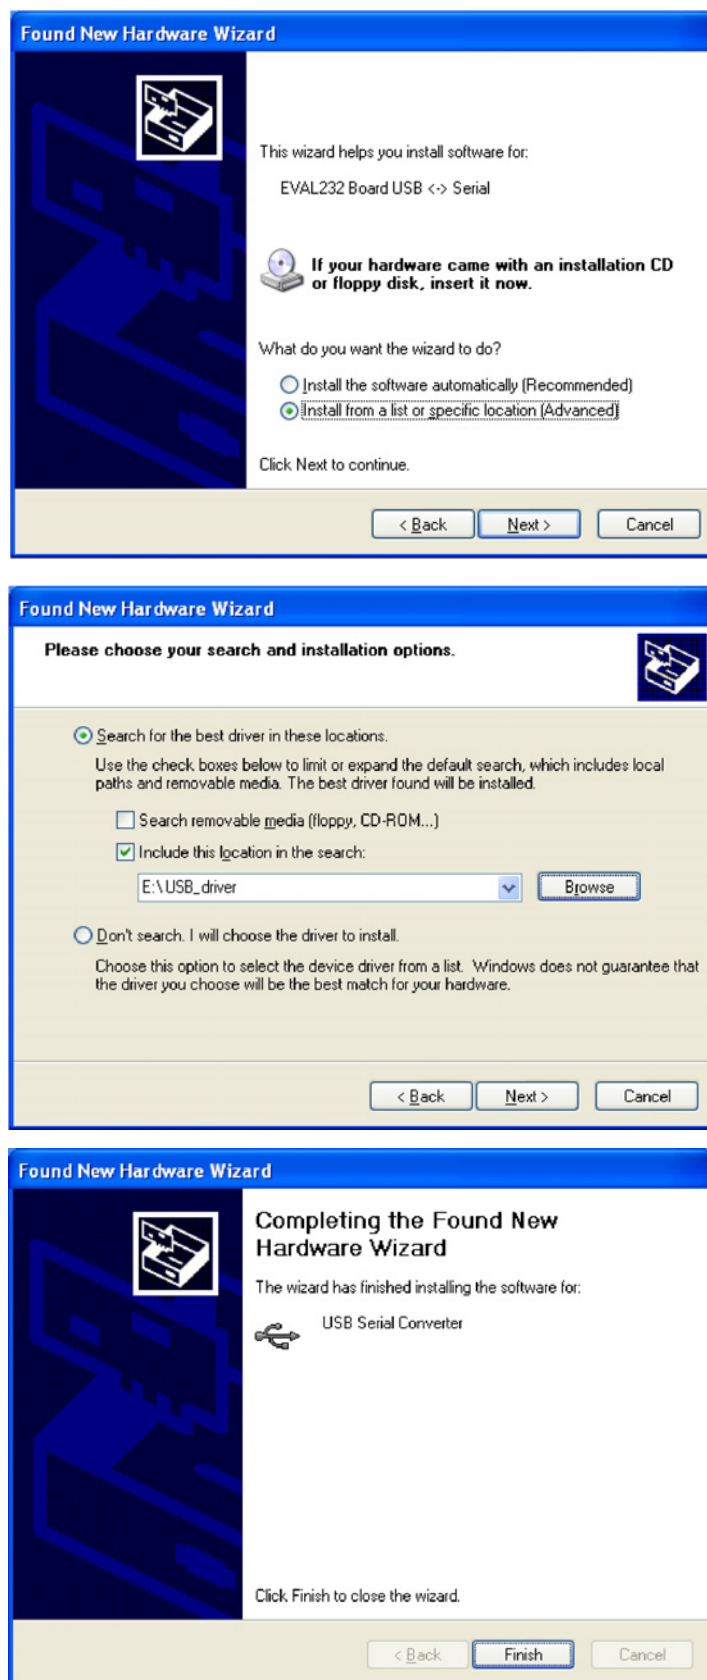 Found New Hardware Wizard
This wizard helps you install software for:
EVAL232 Board USB <-> Serial
If your hardware came with an installation CD
or floppy disk, insert it now.
What do you want the wizard to do?
Install the software automatically (Recommended)
Install from a list or specific location (Advanced)
Click Next to continue.
< Back Next > Cancel
Found New Hardware Wizard
Please choose your search and installation options.
Search for the best driver in these locations.
Use the check boxes below to limit or expand the default search, which includes local
paths and removable media. The best driver found will be installed.
Search removable media (floppy, CD-ROM...)
Include this location in the search:
E:\USB_driver Browse
Don't search. I will choose the driver to install.
Choose this option to select the device driver from a list. Windows does not guarantee that
the driver you choose will be the best match for your hardware.
< Back Next > Cancel
Found New Hardware Wizard
Completing the Found New
Hardware Wizard
The wizard has finished installing the software for:
USB Serial Converter
Click Finish to close the wizard.
< Back Finish Cancel